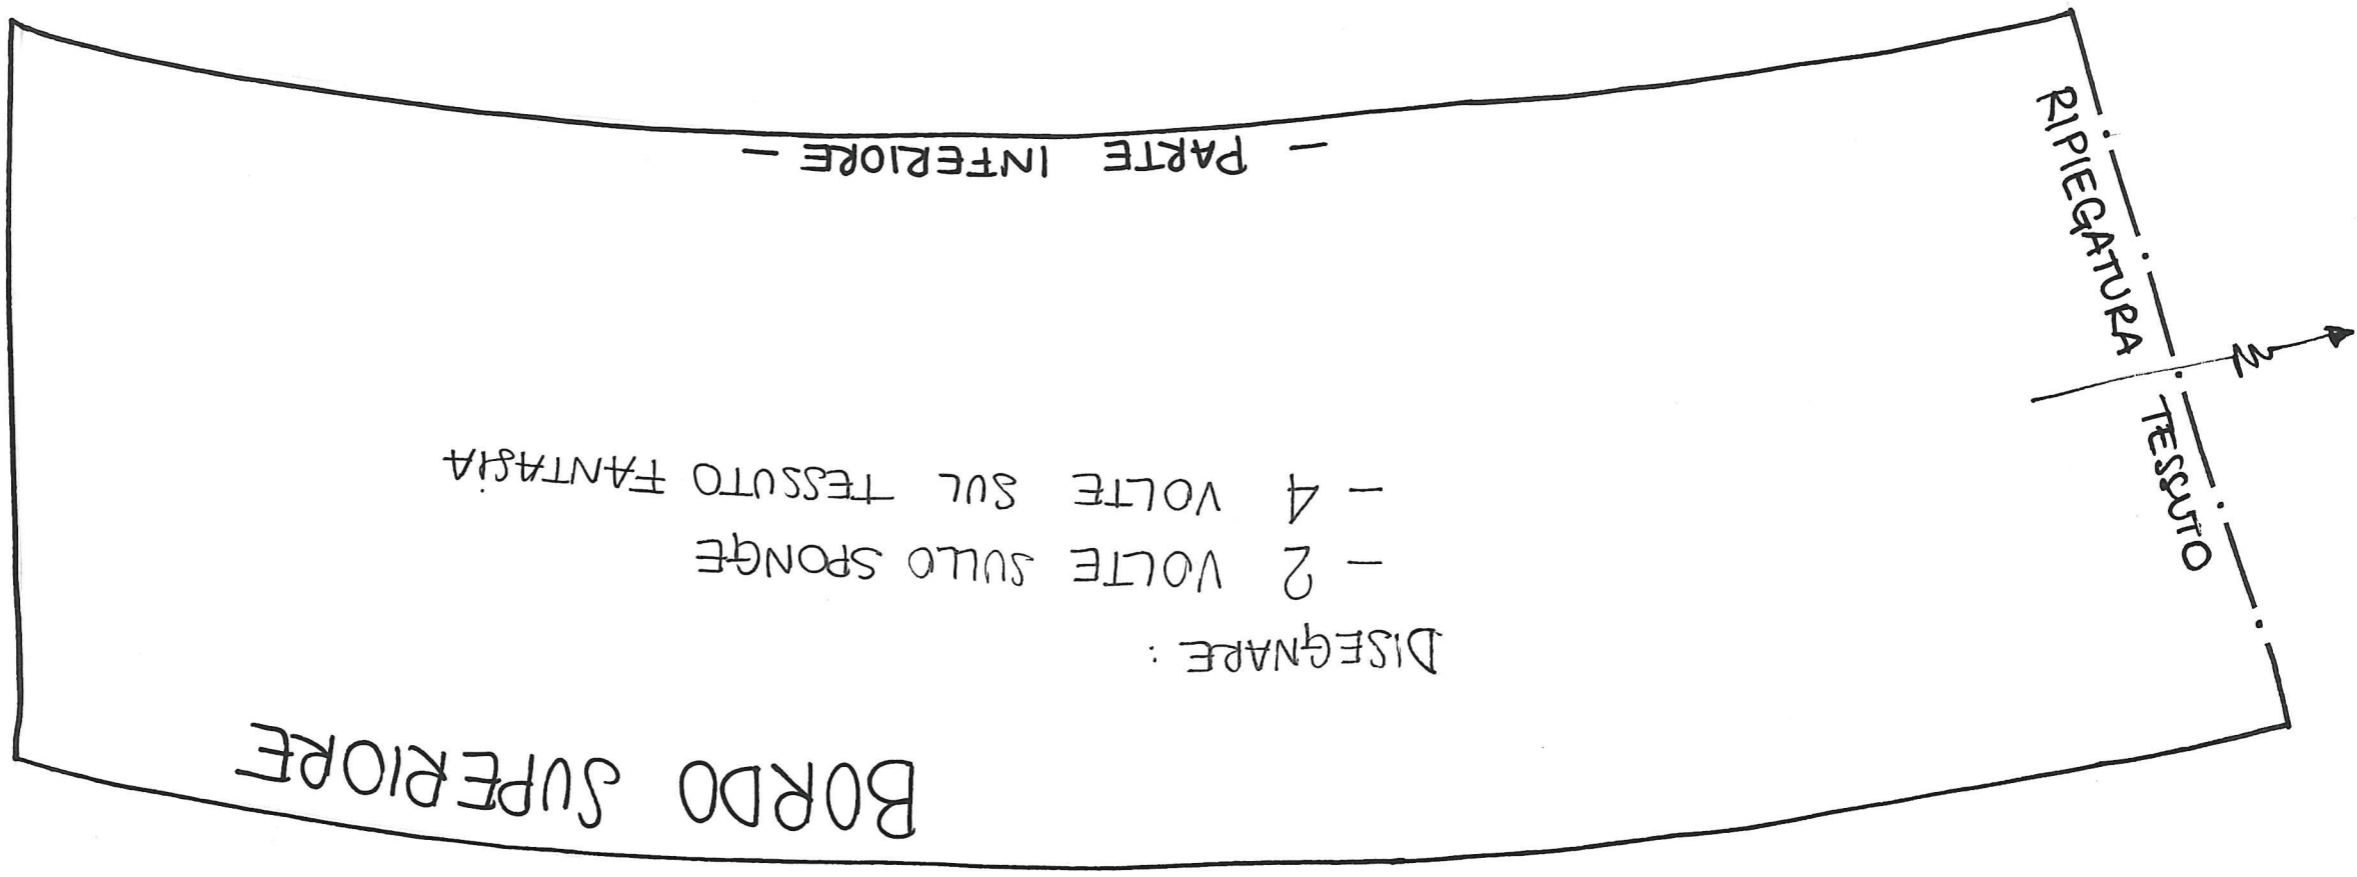 BORDO SUPERIORE
DISEGNARE :
- 2 VOLTE SULLO SPONGE
- 4 VOLTE SUL TESSUTO FANTASIA
- PARTE INFERIORE -
RIPIEGATURA TESSUTO